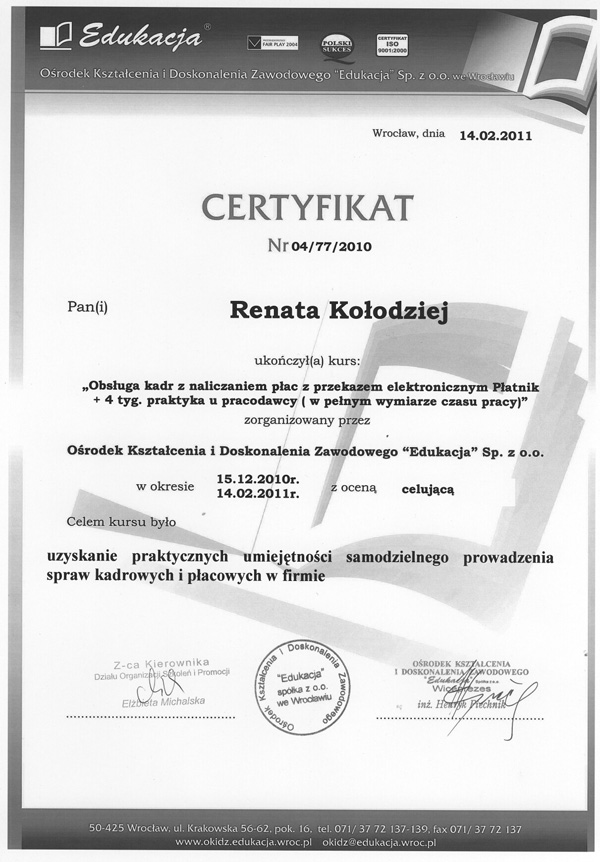 Edukacja®
PRZEDSIĘBIORSTWO
FAIR PLAY 2004
POLSKI
SUKCES
CERTYFIKAT
ISO
9001/2000
Ośrodek Kształcenia i Doskonalenia Zawodowego "Edukacja" Sp. z o.o. we Wrocławiu
Wrocław, dnia 14.02.2011
CERTYFIKAT
Nr 04/77/2010
Pan(i) Renata Kołodziej
ukończył(a) kurs:
„Obsługa kadr z naliczaniem płac z przekazem elektronicznym Płatnik
+ 4 tyg. praktyka u pracodawcy ( w pełnym wymiarze czasu pracy)”
zorganizowany przez
Ośrodek Kształcenia i Doskonalenia Zawodowego “Edukacja” Sp. z o.o.
w okresie 15.12.2010r.
14.02.2011r. z oceną celującą
Celem kursu było
uzyskanie praktycznych umiejętności samodzielnego prowadzenia
spraw kadrowych i płacowych w firmie
Z-ca Kierownika
Działu Organizacji Szkoleń i Promocji
Elżbieta Michalska
Ośrodek Kształcenia i Doskonalenia Zawodowego
"Edukacja"
spółka z o.o.
we Wrocławiu
OŚRODEK KSZTAŁCENIA
I DOSKONALENIA ZAWODOWEGO
"Edukacja" Spółka z o.o.
Wiceprezes
inż. Henryk Piechnik
50-425 Wrocław, ul. Krakowska 56-62, pok. 16, tel. 071/ 37 72 137-139, fax 071/ 37 72 137
www.okidz.edukacja.wroc.pl okidz@edukacja.wroc.pl